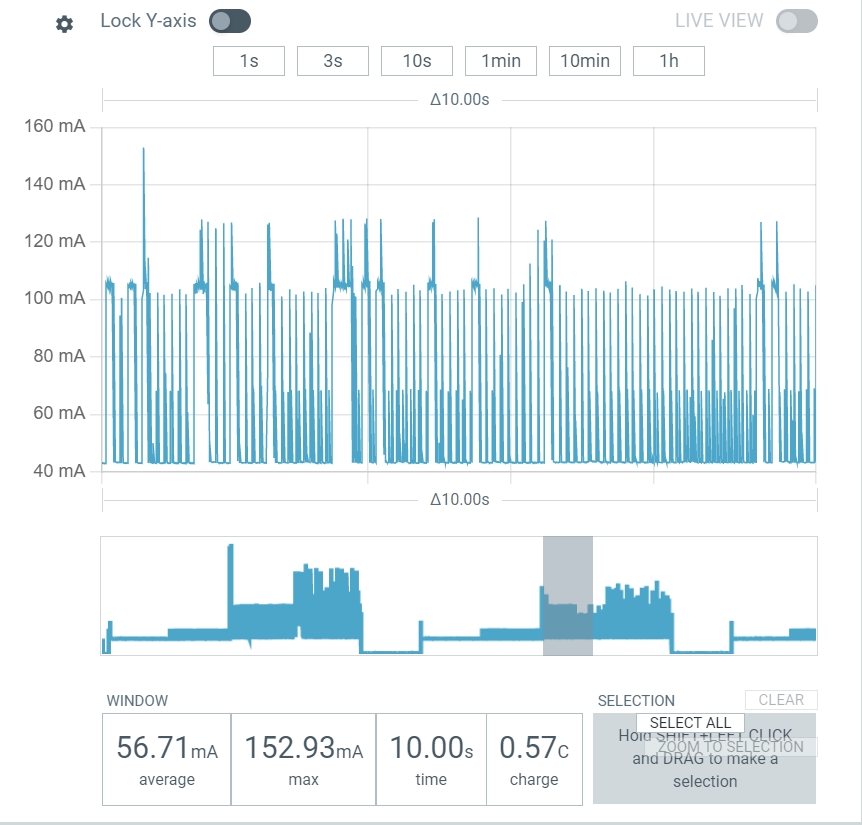 Lock Y-axis
LIVE VIEW
1s 3s 10s 1min 10min 1h
Δ10.00s
160 mA
140 mA
120 mA
100 mA
80 mA
60 mA
40 mA
Δ10.00s
WINDOW
56.71mA 152.93mA 10.00s 0.57C
average max time charge
SELECTION
CLEAR
SELECT ALL
Hold SHIFT+LEFT CLICK
ZOOM TO SELECTION
and DRAG to make a
selection